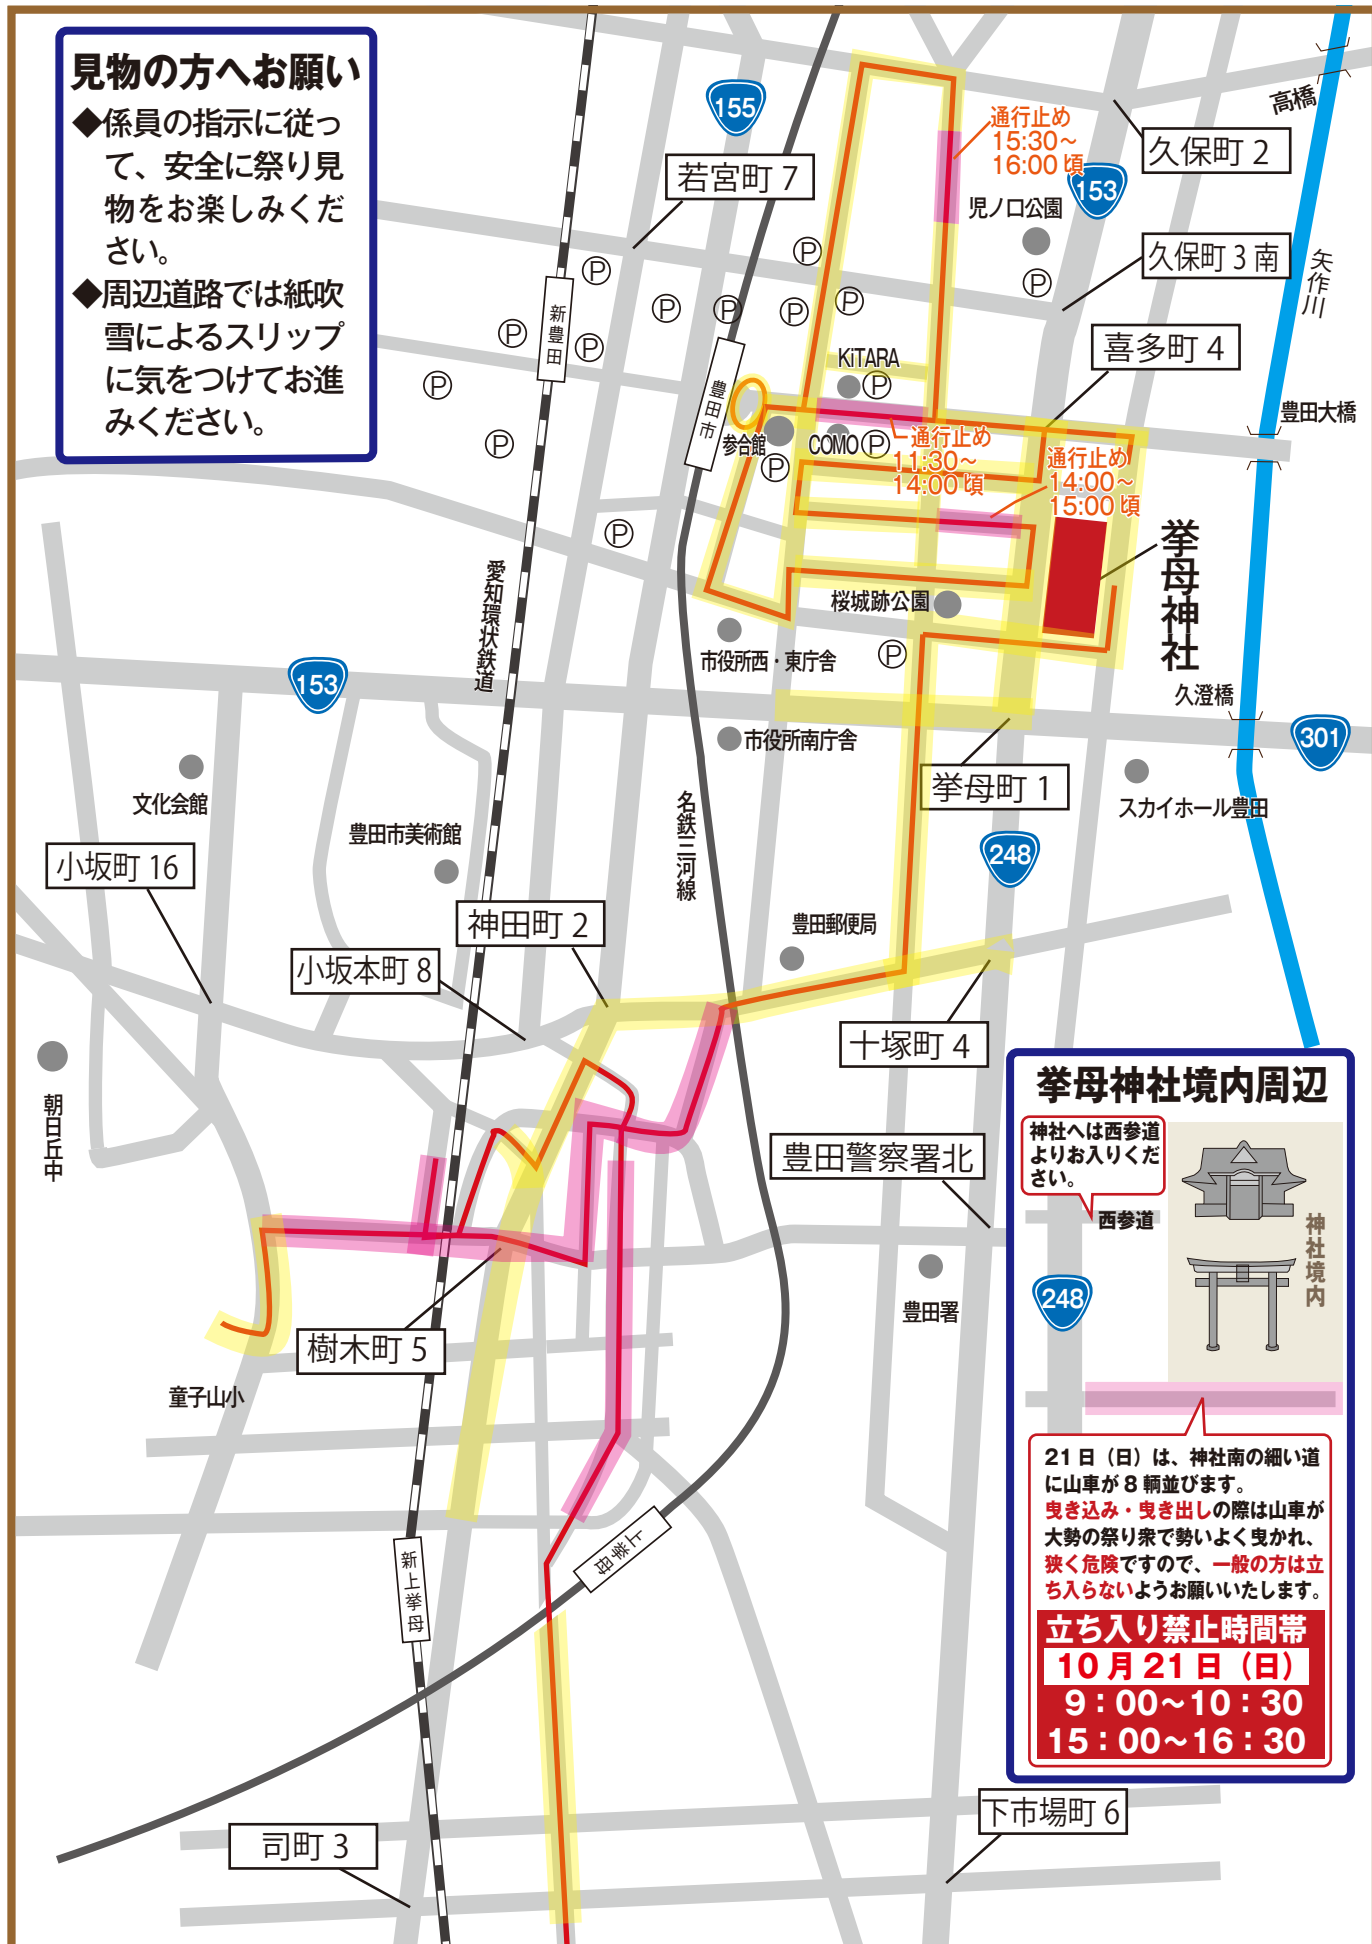 見物の方へお願い
◆係員の指示に従っ
て、安全に祭り見
物をお楽しみくだ
さい。
◆周辺道路では紙吹
雪によるスリップ
に気をつけてお進
みください。
155
若宮町 7
通行止め
15:30~
16:00 頃
児ノ口公園
153
高橋
久保町 2
久保町 3 南
矢作川
喜多町 4
豊田大橋
新豊田
豊田市
P
P
P
P
P
P
P
P
P
P
P
P
KiTARA
P
参合館
P
COMO P
通行止め
11:30~
14:00 頃
通行止め
14:00~
15:00 頃
挙母神社
愛知環状鉄道
桜城跡公園
市役所西・東庁舎
P
153
久澄橋
301
市役所南庁舎
挙母町 1
スカイホール豊田
文化会館
豊田市美術館
名鉄三河線
248
小坂町 16
神田町 2
豊田郵便局
小坂本町 8
十塚町 4
朝日丘中
豊田警察署北
豊田署
樹木町 5
童子山小
上挙母
新上挙母
司町 3
下市場町 6
挙母神社境内周辺
神社へは西参道
よりお入りくだ
さい。
西参道
神社境内
248
21 日（日）は、神社南の細い道
に山車が 8 輌並びます。
曳き込み・曳き出しの際は山車が
大勢の祭り衆で勢いよく曳かれ、
狭く危険ですので、一般の方は立
ち入らないようお願いいたします。
立ち入り禁止時間帯
10 月 21 日（日）
9：00～10：30
15：00～16：30